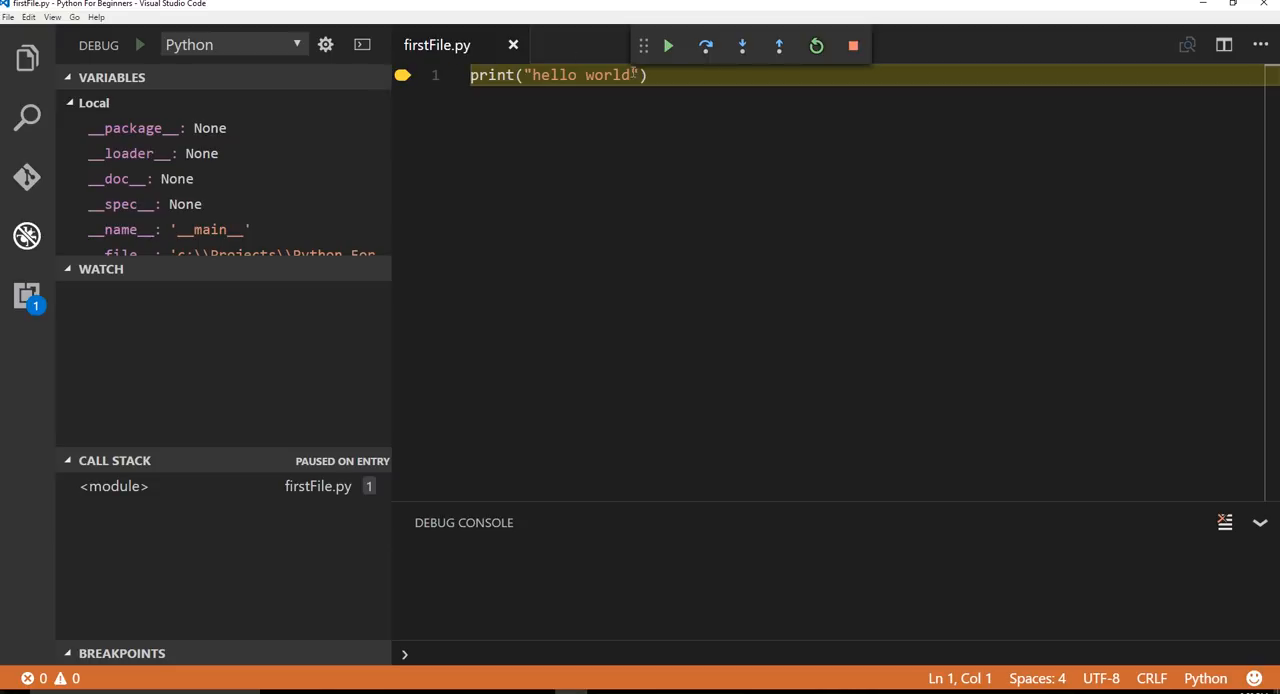 firstFile.py - Python For Beginners - Visual Studio Code
File Edit View Go Help
DEBUG Python firstFile.py
VARIABLES
1 print("hello world")
Local
__package__: None
__loader__: None
__doc__: None
__spec__: None
__name__: '__main__'
__file__: 'c:\\Projects\\Python For
WATCH
CALL STACK PAUSED ON ENTRY
<module> firstFile.py 1
1
DEBUG CONSOLE
BREAKPOINTS
0 0 Ln 1, Col 1 Spaces: 4 UTF-8 CRLF Python